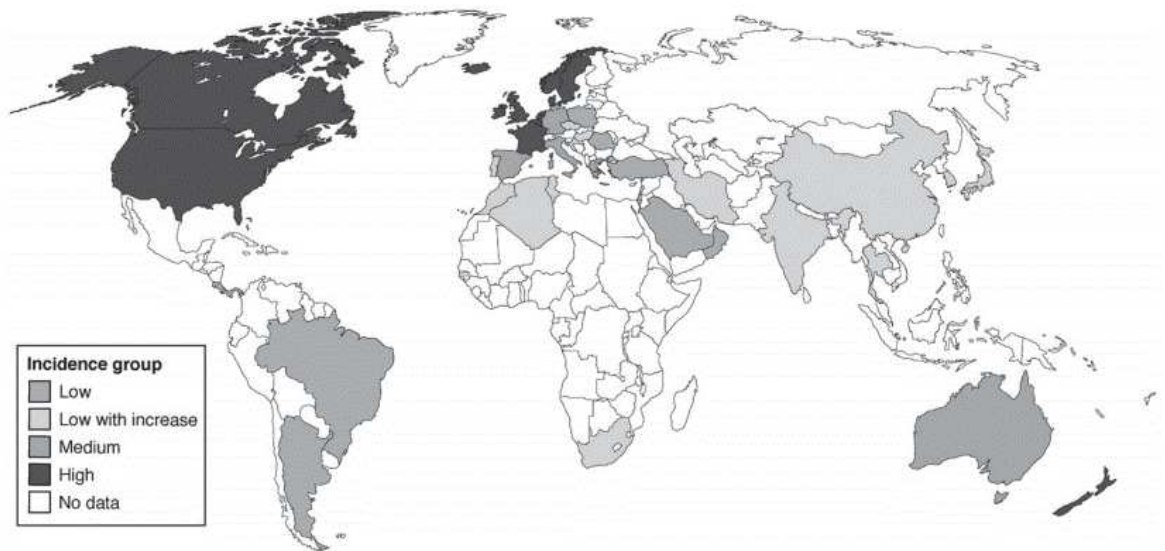 Incidence group
Low
Low with increase
Medium
High
No data